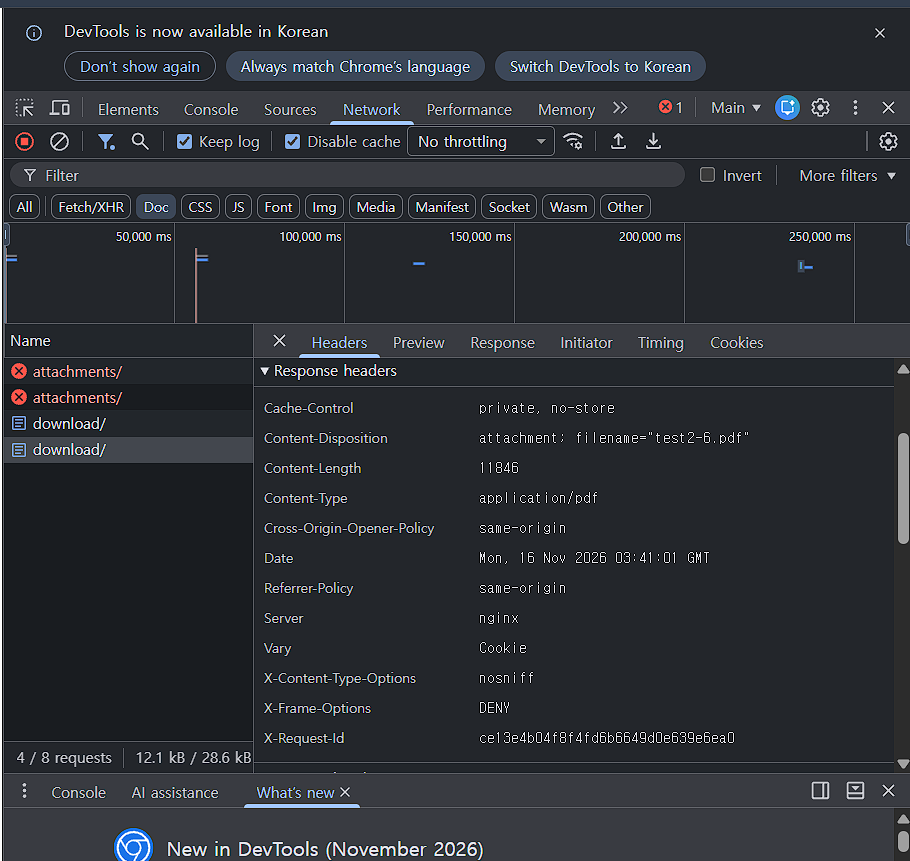 DevTools is now available in Korean
Don't show again Always match Chrome's language Switch DevTools to Korean
Elements Console Sources Network Performance Memory 1 Main
Keep log Disable cache No throttling
Filter Invert More filters
All Fetch/XHR Doc CSS JS Font Img Media Manifest Socket Wasm Other
50,000 ms 100,000 ms 150,000 ms 200,000 ms 250,000 ms
Name Headers Preview Response Initiator Timing Cookies
attachments/
attachments/
download/
download/
Response headers
Cache-Control private, no-store
Content-Disposition attachment; filename="test2-6.pdf"
Content-Length 11846
Content-Type application/pdf
Cross-Origin-Opener-Policy same-origin
Date Mon, 16 Nov 2026 03:41:01 GMT
Referrer-Policy same-origin
Server nginx
Vary Cookie
X-Content-Type-Options nosniff
X-Frame-Options DENY
X-Request-Id ce13e4b04f8f4fd6b6649d0e639e6ea0
4 / 8 requests 12.1 kB / 28.6 kB
Console AI assistance What's new
New in DevTools (November 2026)